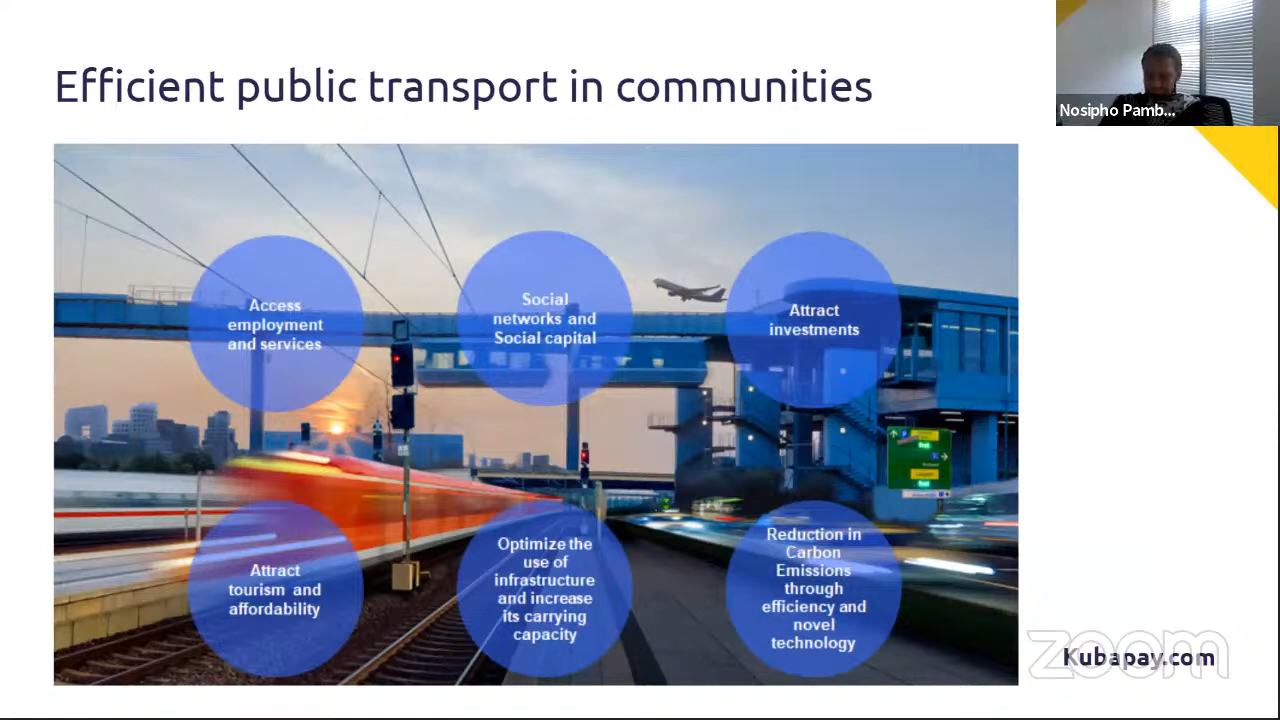 Efficient public transport in communities
Nosipho Pamb...
Access
employment
and services
Social
networks and
Social capital
Attract
investments
Attract
tourism and
affordability
Optimize the
use of
infrastructure
and increase
its carrying
capacity
Reduction in
Carbon
Emissions
through
efficiency and
novel
technology
zoom
Kubapay.com